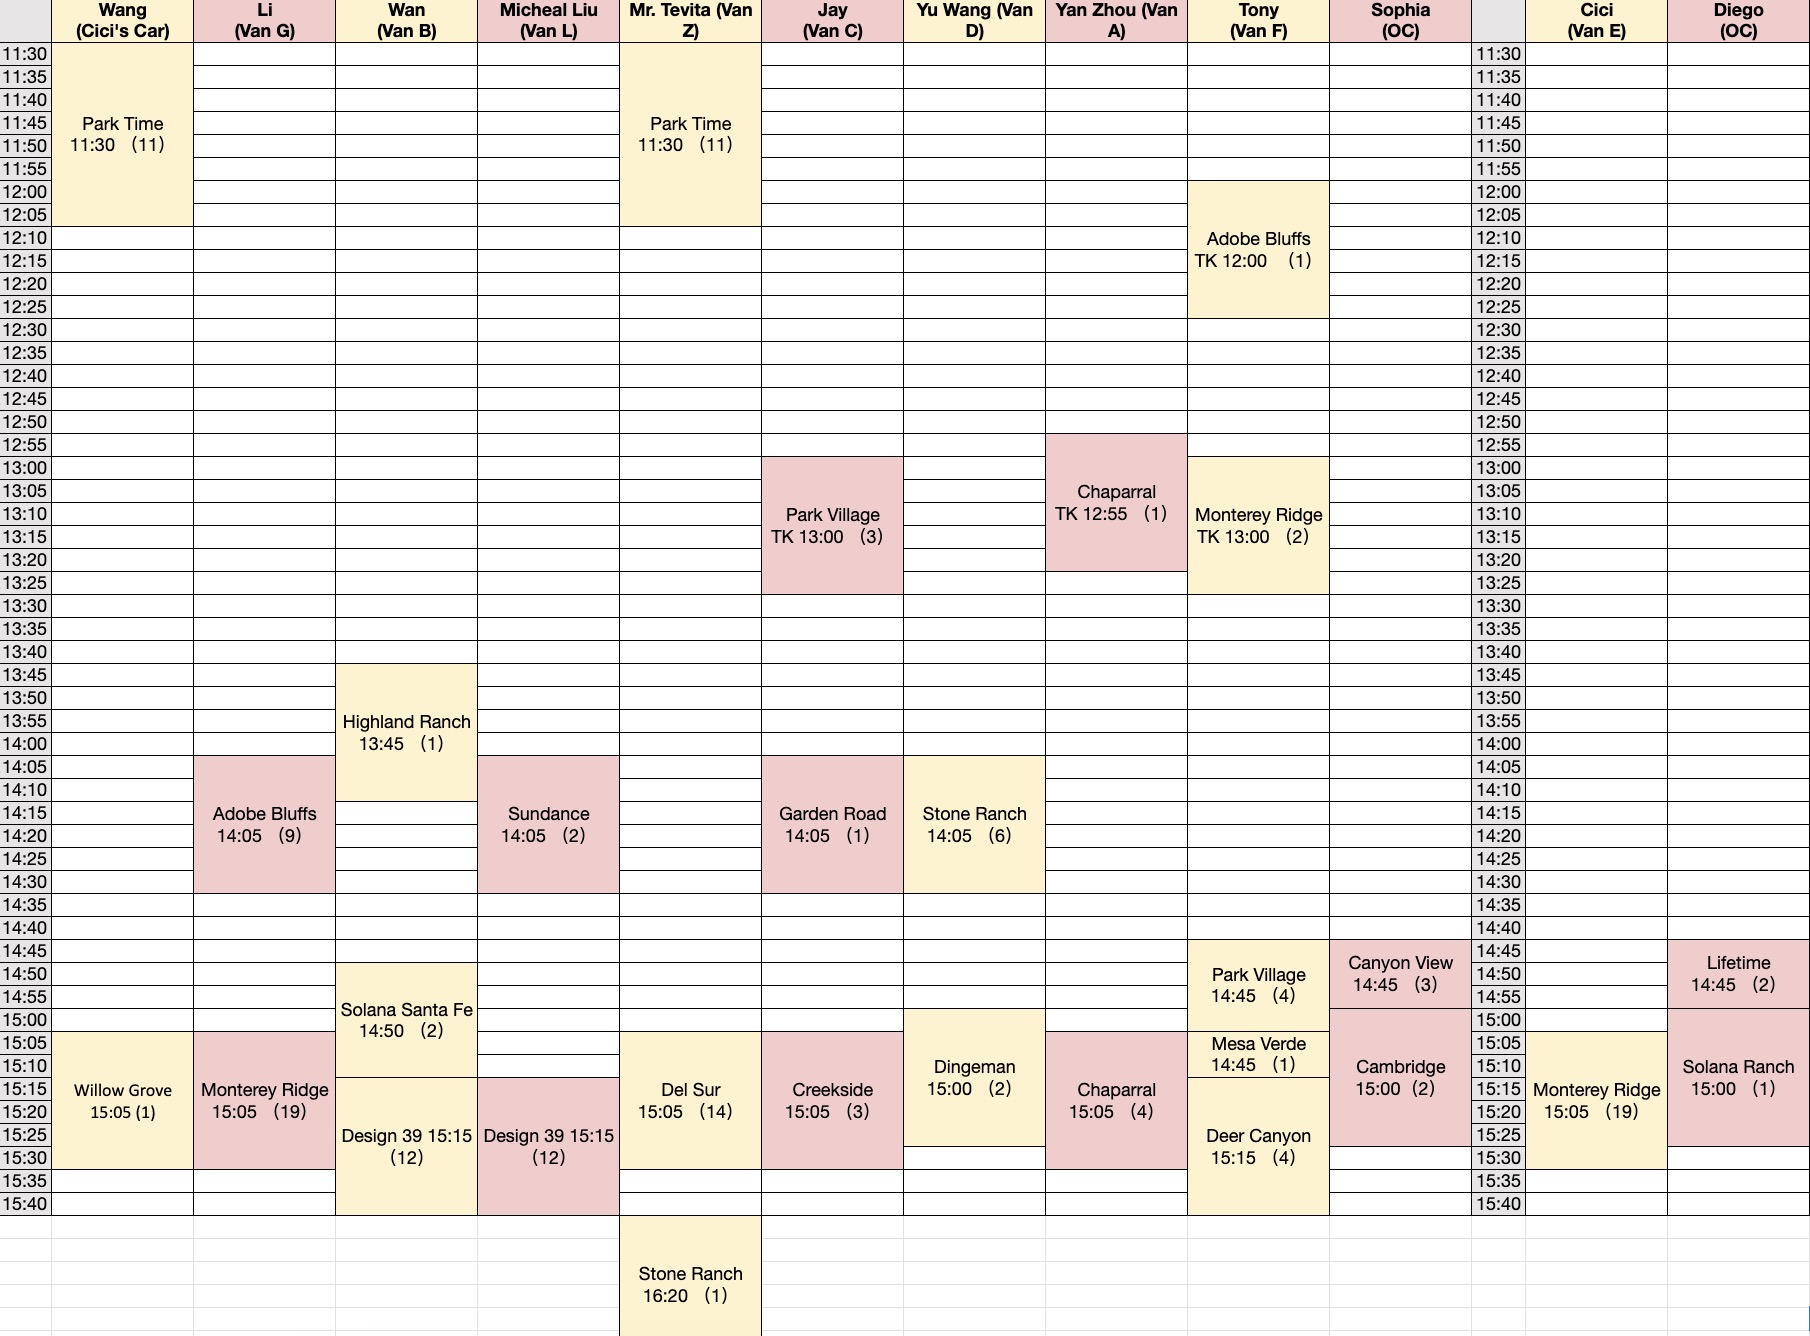 Wang
(Cici's Car)
Li
(Van G)
Wan
(Van B)
Micheal Liu
(Van L)
Mr. Tevita (Van
Z)
Jay
(Van C)
Yu Wang (Van
D)
Yan Zhou (Van
A)
Tony
(Van F)
Sophia
(OC)
Cici
(Van E)
Diego
(OC)
11:30
11:35
11:40
11:45
11:50
11:55
12:00
12:05
12:10
12:15
12:20
12:25
12:30
12:35
12:40
12:45
12:50
12:55
13:00
13:05
13:10
13:15
13:20
13:25
13:30
13:35
13:40
13:45
13:50
13:55
14:00
14:05
14:10
14:15
14:20
14:25
14:30
14:35
14:40
14:45
14:50
14:55
15:00
15:05
15:10
15:15
15:20
15:25
15:30
15:35
15:40
Park Time
11:30 (11)
Willow Grove
15:05 (1)
Adobe Bluffs
14:05 (9)
Monterey Ridge
15:05 (19)
Highland Ranch
13:45 (1)
Solana Santa Fe
14:50 (2)
Design 39 15:15
(12)
Sundance
14:05 (2)
Design 39 15:15
(12)
Park Time
11:30 (11)
Del Sur
15:05 (14)
Stone Ranch
16:20 (1)
Park Village
TK 13:00 (3)
Garden Road
14:05 (1)
Creekside
15:05 (3)
Stone Ranch
14:05 (6)
Dingeman
15:00 (2)
Chaparral
TK 12:55 (1)
Chaparral
15:05 (4)
Adobe Bluffs
TK 12:00 (1)
Monterey Ridge
TK 13:00 (2)
Park Village
14:45 (4)
Mesa Verde
14:45 (1)
Deer Canyon
15:15 (4)
Canyon View
14:45 (3)
Cambridge
15:00 (2)
11:30
11:35
11:40
11:45
11:50
11:55
12:00
12:05
12:10
12:15
12:20
12:25
12:30
12:35
12:40
12:45
12:50
12:55
13:00
13:05
13:10
13:15
13:20
13:25
13:30
13:35
13:40
13:45
13:50
13:55
14:00
14:05
14:10
14:15
14:20
14:25
14:30
14:35
14:40
14:45
14:50
14:55
15:00
15:05
15:10
15:15
15:20
15:25
15:30
15:35
15:40
Monterey Ridge
15:05 (19)
Lifetime
14:45 (2)
Solana Ranch
15:00 (1)